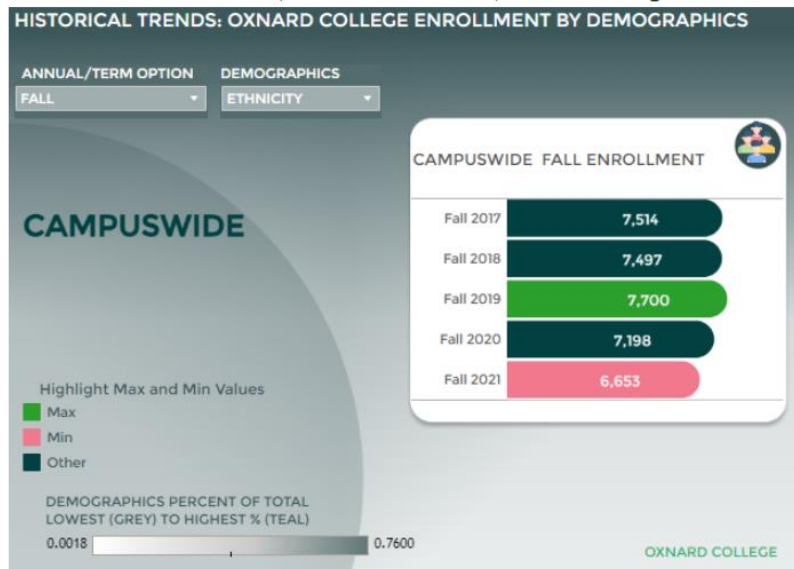 HISTORICAL TRENDS: OXNARD COLLEGE ENROLLMENT BY DEMOGRAPHICS
ANNUAL/TERM OPTION DEMOGRAPHICS
FALL ETHNICITY
CAMPUSWIDE FALL ENROLLMENT
CAMPUSWIDE
Fall 2017 7,514
Fall 2018 7,497
Fall 2019 7,700
Fall 2020 7,198
Fall 2021 6,653
Highlight Max and Min Values
Max
Min
Other
DEMOGRAPHICS PERCENT OF TOTAL
LOWEST (GREY) TO HIGHEST % (TEAL)
0.0018 0.7600
OXNARD COLLEGE